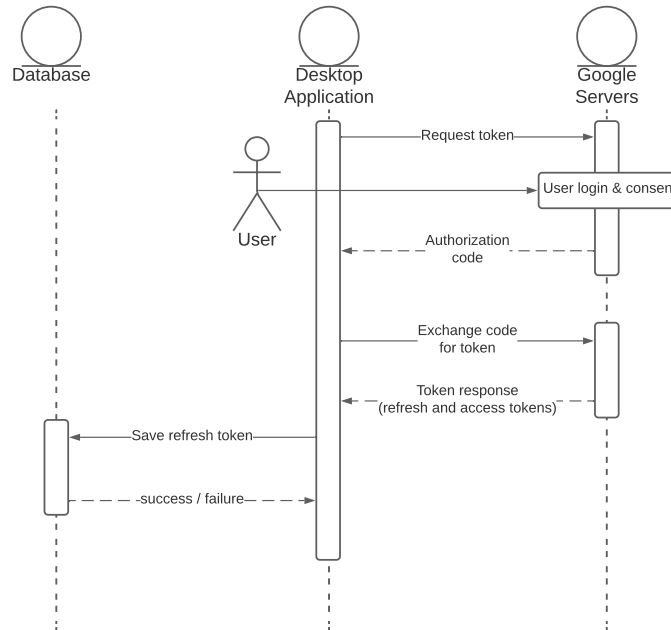 Database
Desktop
Application
Google
Servers
Request token
User login & consen
User
Authorization
code
Exchange code
for token
Token response
(refresh and access tokens)
Save refresh token
success / failure